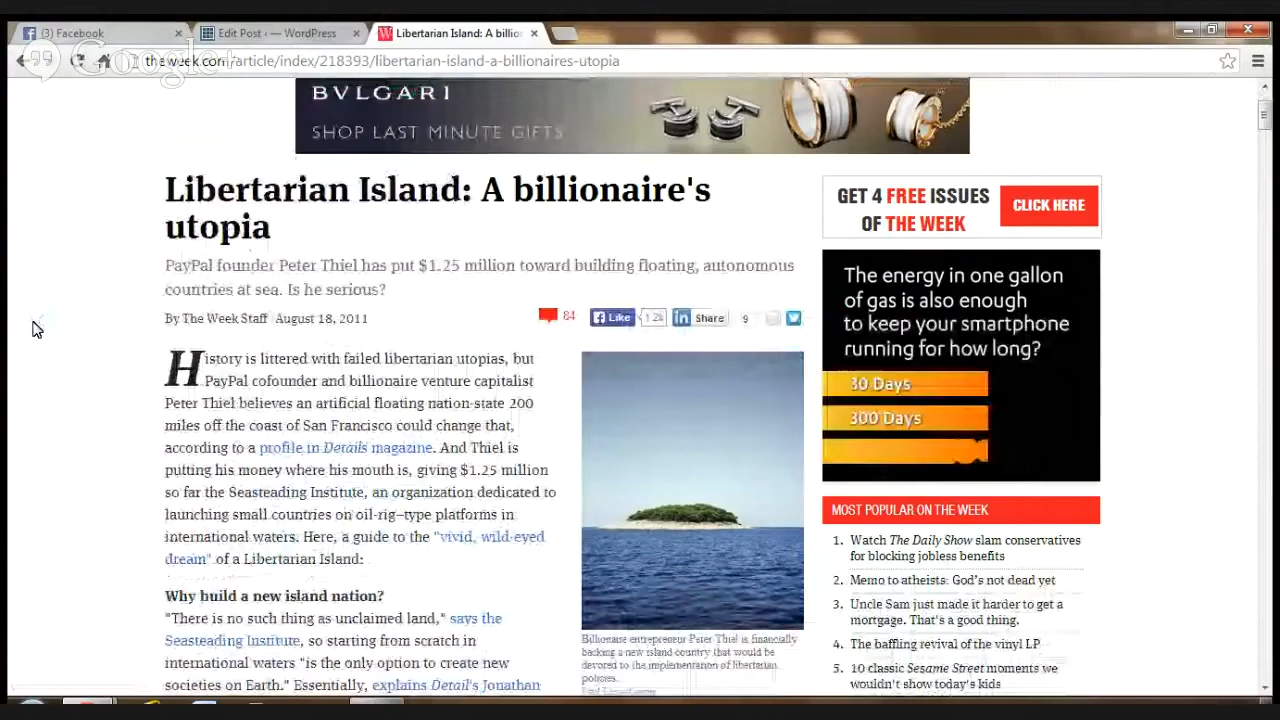 (3) Facebook
Edit Post ‹ — WordPress
Libertarian Island: A billio
Google+
theweek.com/article/index/218393/libertarian-island-a-billionaires-utopia
BVLGARI
SHOP LAST MINUTE GIFTS
Libertarian Island: A billionaire's
utopia
PayPal founder Peter Thiel has put $1.25 million toward building floating, autonomous
countries at sea. Is he serious?
By The Week Staff August 18, 2011
84
Like
1.2k
Share
9
History is littered with failed libertarian utopias, but
PayPal cofounder and billionaire venture capitalist
Peter Thiel believes an artificial floating nation-state 200
miles off the coast of San Francisco could change that,
according to a profile in Details magazine. And Thiel is
putting his money where his mouth is, giving $1.25 million
so far the Seasteading Institute, an organization dedicated to
launching small countries on oil-rig–type platforms in
international waters. Here, a guide to the "vivid, wild-eyed
dream" of a Libertarian Island:
Why build a new island nation?
"There is no such thing as unclaimed land," says the
Seasteading Institute, so starting from scratch in
international waters "is the only option to create new
societies on Earth." Essentially, explains Detail's Jonathan
Billionaire entrepreneur Peter Thiel is financially
backing a new island country that would be
devoted to the implementation of libertarian
policies.
GET 4 FREE ISSUES
OF THE WEEK
CLICK HERE
The energy in one gallon
of gas is also enough
to keep your smartphone
running for how long?
30 Days
300 Days
MOST POPULAR ON THE WEEK
1. Watch The Daily Show slam conservatives
for blocking jobless benefits
2. Memo to atheists: God's not dead yet
3. Uncle Sam just made it harder to get a
mortgage. That's a good thing.
4. The baffling revival of the vinyl LP
5. 10 classic Sesame Street moments we
wouldn't show today's kids